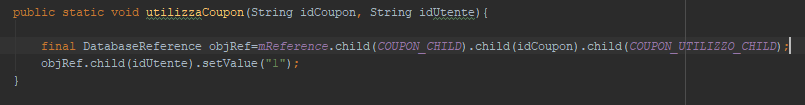 public static void utilizzaCoupon(String idCoupon, String idUtente){
final DatabaseReference objRef=mReference.child(COUPON_CHILD).child(idCoupon).child(COUPON_UTILIZZO_CHILD);
objRef.child(idUtente).setValue("1");
}